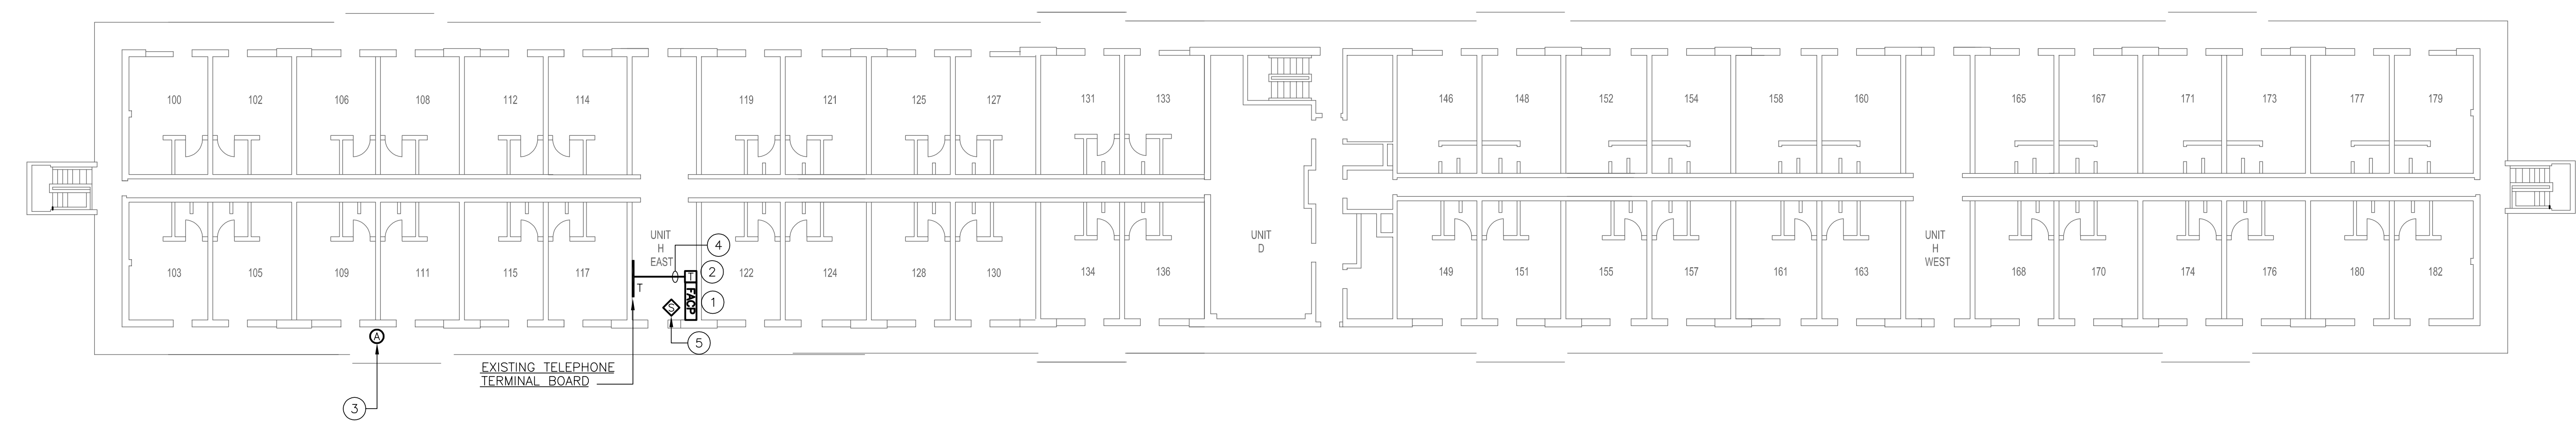 100 102 106 108 112 114 119 121 125 127 131 133 146 148 152 154 158 160 165 167 171 173 177 179
UNIT
H
EAST
4
UNIT
D
UNIT
H
WEST
103 105 109 111 115 117 122 124 128 130 134 136 149 151 155 157 161 163 168 170 174 176 180 182
T
2
T
FACP
1
S
5
A
EXISTING TELEPHONE
TERMINAL BOARD
3